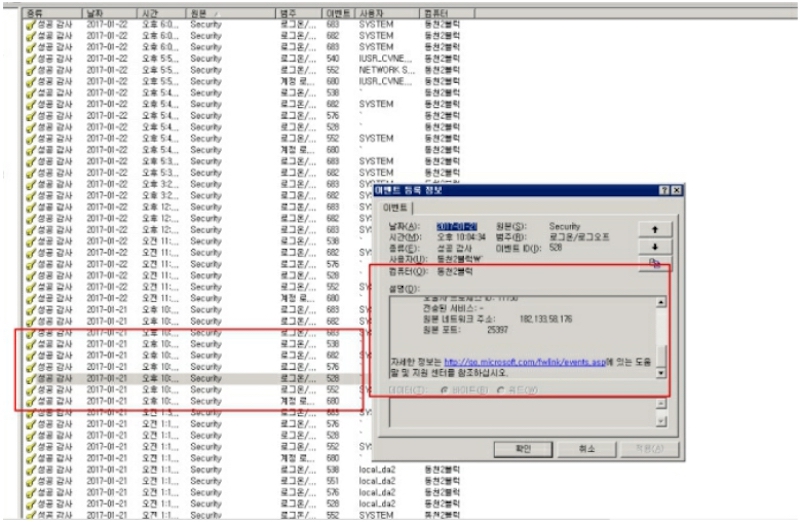 종류 날짜 시간 원본 범주 이벤트 사용자 컴퓨터
성공 감사 2017-01-22 오후 6:0... Security 로그온/... 683 SYSTEM 동천2블럭
성공 감사 2017-01-22 오후 6:0... Security 로그온/... 682 SYSTEM 동천2블럭
성공 감사 2017-01-22 오후 6:0... Security 로그온/... 683 SYSTEM 동천2블럭
성공 감사 2017-01-22 오후 5:5... Security 로그온/... 540 IUSR_CVNE... 동천2블럭
성공 감사 2017-01-22 오후 5:5... Security 로그온/... 552 NETWORK S... 동천2블럭
성공 감사 2017-01-22 오후 5:5... Security 계정 로... 680 IUSR_CVNE... 동천2블럭
성공 감사 2017-01-22 오후 5:4... Security 로그온/... 538 동천2블럭
성공 감사 2017-01-22 오후 5:4... Security 로그온/... 682 SYSTEM 동천2블럭
성공 감사 2017-01-22 오후 5:4... Security 로그온/... 576 동천2블럭
성공 감사 2017-01-22 오후 5:4... Security 로그온/... 528 동천2블럭
성공 감사 2017-01-22 오후 5:4... Security 로그온/... 552 SYSTEM 동천2블럭
성공 감사 2017-01-22 오후 5:4... Security 계정 로... 680 동천2블럭
성공 감사 2017-01-22 오후 5:3... Security 로그온/... 683 SYSTEM 동천2블럭
성공 감사 2017-01-22 오후 5:3... Security 로그온/... SYSTEM 동천2블럭
성공 감사 2017-01-22 오후 3:2... Security 로그온/... 683
성공 감사 2017-01-22 오후 3:2... Security 로그온/... 682
성공 감사 2017-01-22 오후 12:... Security 로그온/... 683
성공 감사 2017-01-22 오후 12:... Security 로그온/... 682
성공 감사 2017-01-22 오후 12:... Security 로그온/... 683
성공 감사 2017-01-22 오전 11:... Security 로그온/... 538
성공 감사 2017-01-22 오전 11:... Security 로그온/... 682
성공 감사 2017-01-22 오전 11:... Security 로그온/... 576
성공 감사 2017-01-22 오전 11:... Security 로그온/... 528
성공 감사 2017-01-22 오전 11:... Security 로그온/... 552
성공 감사 2017-01-22 오전 11:... Security 계정 로... 680
성공 감사 2017-01-21 오후 10:... Security 로그온/... 683
성공 감사 2017-01-21 오후 10:... Security 로그온/... 682
성공 감사 2017-01-21 오후 10:... Security 로그온/... 683
성공 감사 2017-01-21 오후 10:... Security 로그온/... 538
성공 감사 2017-01-21 오후 10:... Security 로그온/... 682
성공 감사 2017-01-21 오후 10:... Security 로그온/... 576
성공 감사 2017-01-21 오후 10:... Security 로그온/... 528
성공 감사 2017-01-21 오후 10:... Security 로그온/... 552
성공 감사 2017-01-21 오후 10:... Security 계정 로... 680
성공 감사 2017-01-21 오전 1:3... Security 로그온/... 683
성공 감사 2017-01-21 오전 1:1... Security 로그온/... 576
성공 감사 2017-01-21 오전 1:1... Security 로그온/... 528
성공 감사 2017-01-21 오전 1:1... Security 로그온/... 552
성공 감사 2017-01-21 오전 1:1... Security 계정 로... 680
성공 감사 2017-01-21 오전 1:1... Security 로그온/... 538 local_da2 동천2블럭
성공 감사 2017-01-21 오전 1:1... Security 로그온/... 551 local_da2 동천2블럭
성공 감사 2017-01-21 오전 1:1... Security 로그온/... 576 local_da2 동천2블럭
성공 감사 2017-01-21 오전 1:1... Security 로그온/... 528 local_da2 동천2블럭
성공 감사 2017-01-21 오전 1:1... Security 로그온/... 552 SYSTEM 동천2블럭
이벤트 등록 정보
이벤트
날짜(A): 2017-01-21 원본(S): Security
시간(M): 오후 10:04:34 범주(R): 로그온/로그오프
종류(E): 성공 감사 이벤트 ID(I): 528
사용자(U): 동천2블럭₩`
컴퓨터(O): 동천2블럭
설명(D):
호출자 프로세스 ID: 11736
전송된 서비스: -
원본 네트워크 주소: 182.133.58.176
원본 포트: 25397
자세한 정보는 http://go.microsoft.com/fwlink/events.asp에 있는 도움
말 및 지원 센터를 참조하십시오.
데이터(T): 바이트(B) 워드(W)
확인 취소 적용(A)